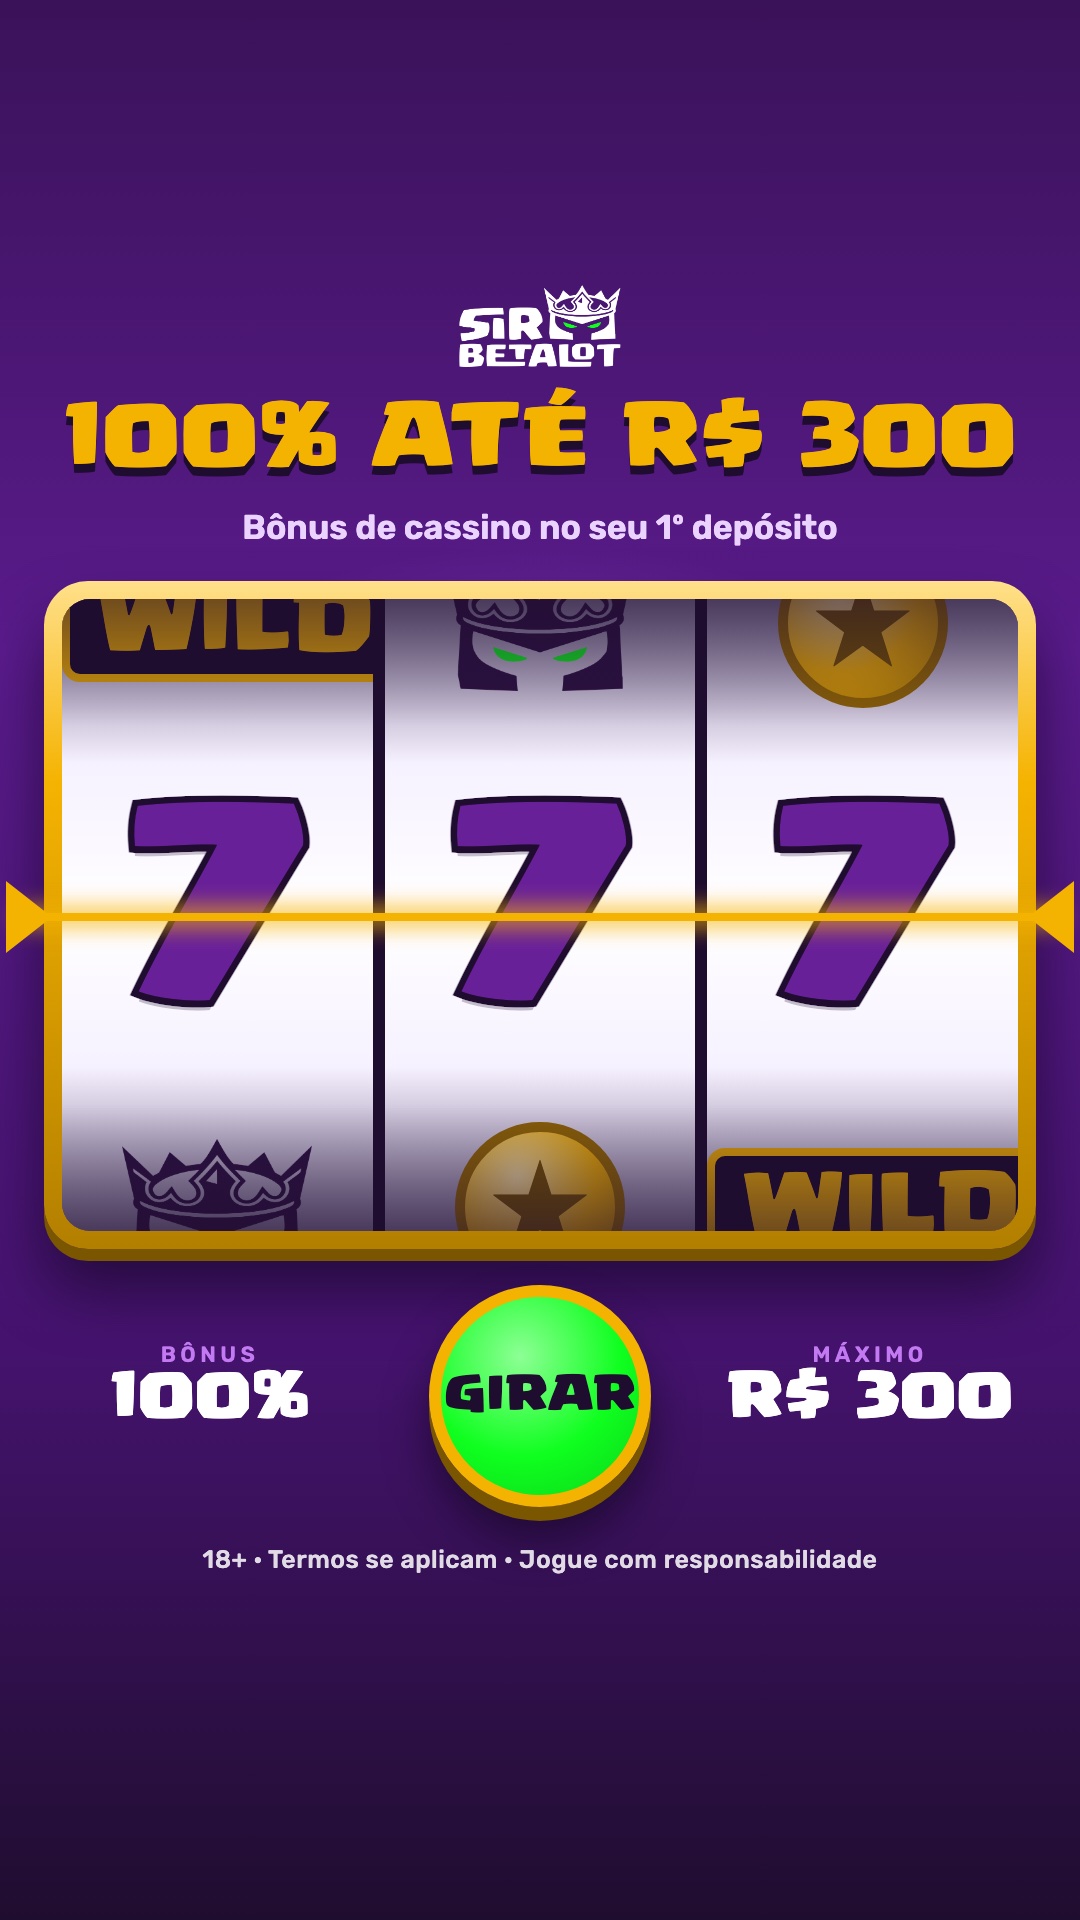 SIR
BETALOT
100% ATÉ R$ 300
Bônus de cassino no seu 1º depósito
WILD
7 7 7
WILD
BÔNUS
100%
GIRAR
MÁXIMO
R$ 300
18+ • Termos se aplicam • Jogue com responsabilidade